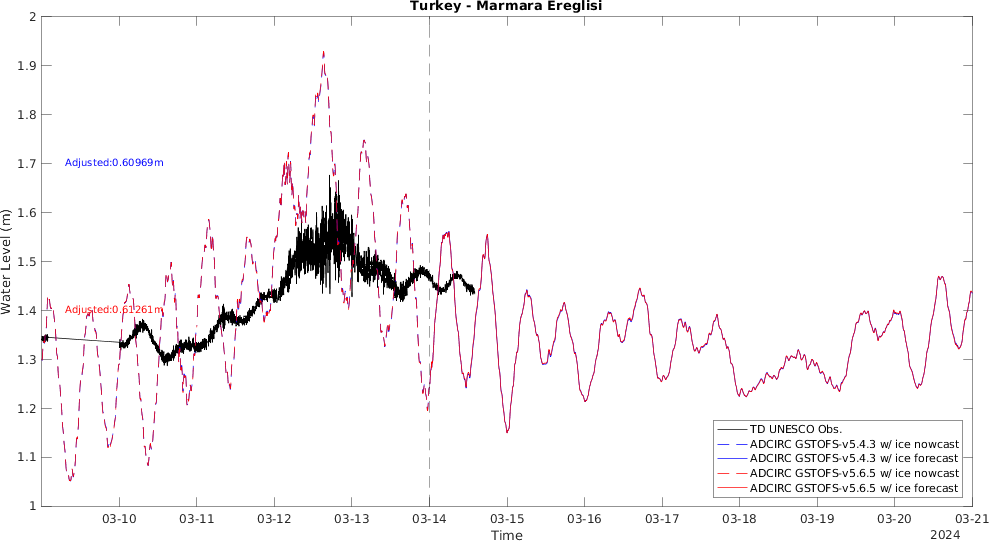 Turkey - Marmara Ereglisi
2
1.9
1.8
1.7
1.6
1.5
1.4
1.3
1.2
1.1
1
Water Level (m)
Adjusted:0.60969m
Adjusted:0.61261m
TD UNESCO Obs.
ADCIRC GSTOFS-v5.4.3 w/ ice nowcast
ADCIRC GSTOFS-v5.4.3 w/ ice forecast
ADCIRC GSTOFS-v5.6.5 w/ ice nowcast
ADCIRC GSTOFS-v5.6.5 w/ ice forecast
03-10 03-11 03-12 03-13 03-14 03-15 03-16 03-17 03-18 03-19 03-20 03-21
Time
2024